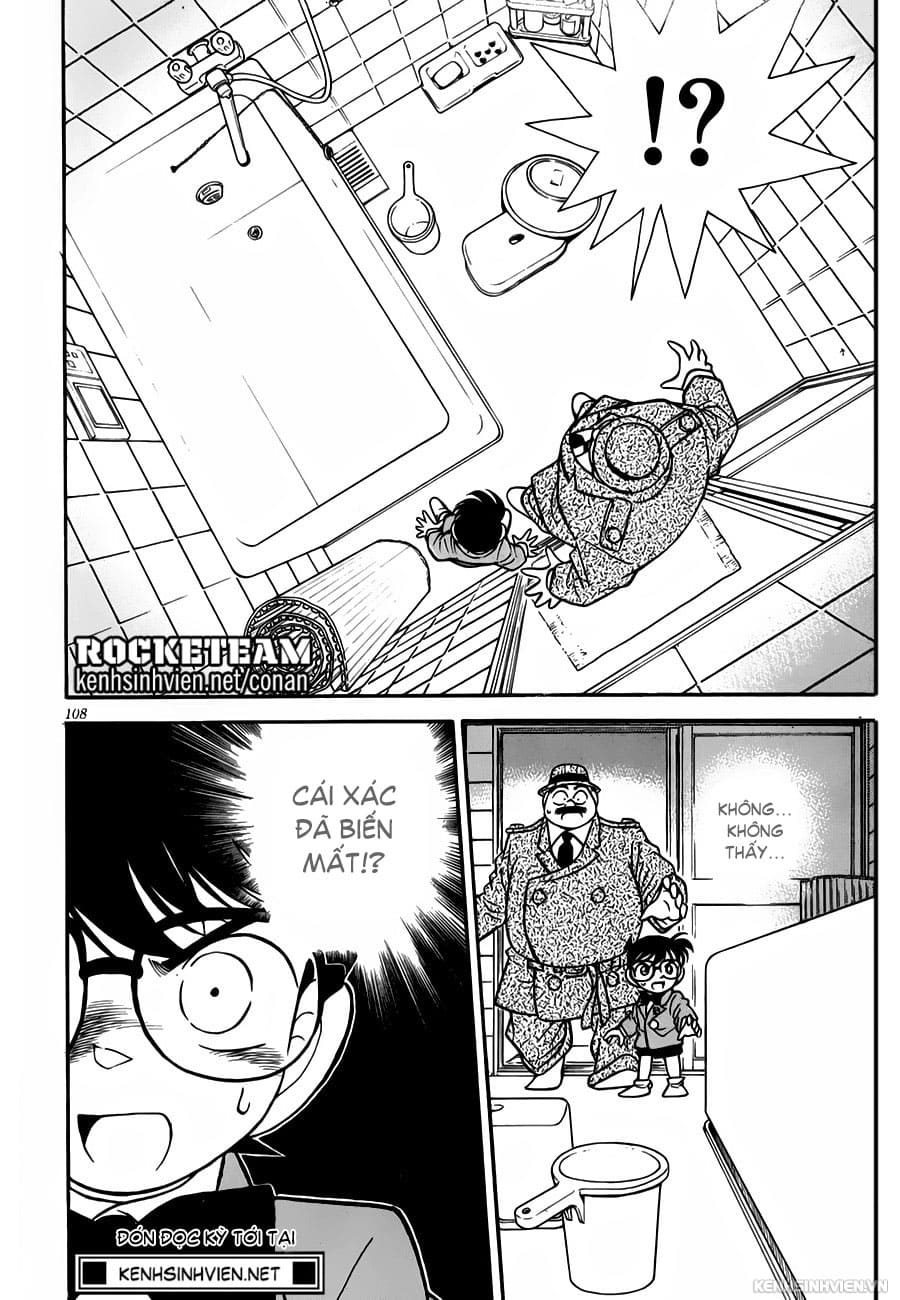 !?
ROCKETEAM
kenhsinhvien.net/conan
108
CÁI XÁC
ĐÃ BIẾN
MẤT!?
KHÔNG...
KHÔNG
THẤY...
ĐÓN ĐỌC KỲ TỚI TẠI
KENHSINHVIEN.NET
KENHSINHVIEN.VN